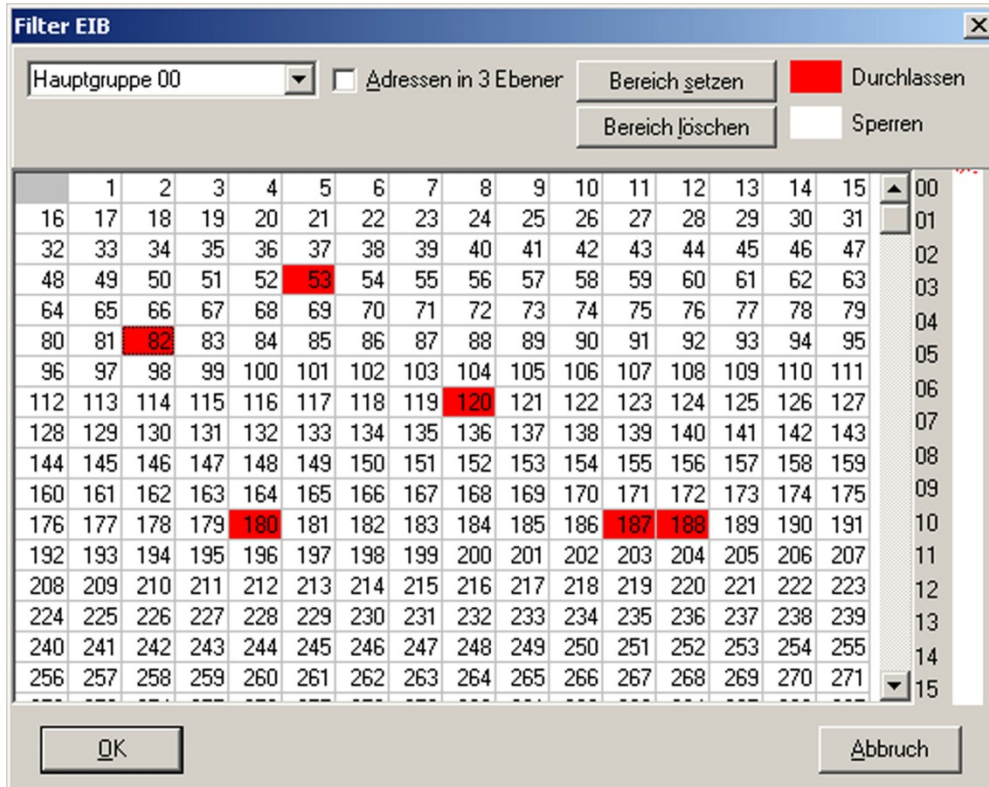 Filter EIB
Hauptgruppe 00 Adressen in 3 Ebener Bereich setzen Durchlassen
Bereich löschen Sperren
1 2 3 4 5 6 7 8 9 10 11 12 13 14 15 00
16 17 18 19 20 21 22 23 24 25 26 27 28 29 30 31 01
32 33 34 35 36 37 38 39 40 41 42 43 44 45 46 47 02
48 49 50 51 52 53 54 55 56 57 58 59 60 61 62 63 03
64 65 66 67 68 69 70 71 72 73 74 75 76 77 78 79 04
80 81 82 83 84 85 86 87 88 89 90 91 92 93 94 95 05
96 97 98 99 100 101 102 103 104 105 106 107 108 109 110 111 06
112 113 114 115 116 117 118 119 120 121 122 123 124 125 126 127 07
128 129 130 131 132 133 134 135 136 137 138 139 140 141 142 143 08
144 145 146 147 148 149 150 151 152 153 154 155 156 157 158 159 09
160 161 162 163 164 165 166 167 168 169 170 171 172 173 174 175
176 177 178 179 180 181 182 183 184 185 186 187 188 189 190 191 10
192 193 194 195 196 197 198 199 200 201 202 203 204 205 206 207 11
208 209 210 211 212 213 214 215 216 217 218 219 220 221 222 223 12
224 225 226 227 228 229 230 231 232 233 234 235 236 237 238 239 13
240 241 242 243 244 245 246 247 248 249 250 251 252 253 254 255 14
256 257 258 259 260 261 262 263 264 265 266 267 268 269 270 271 15
OK Abbruch